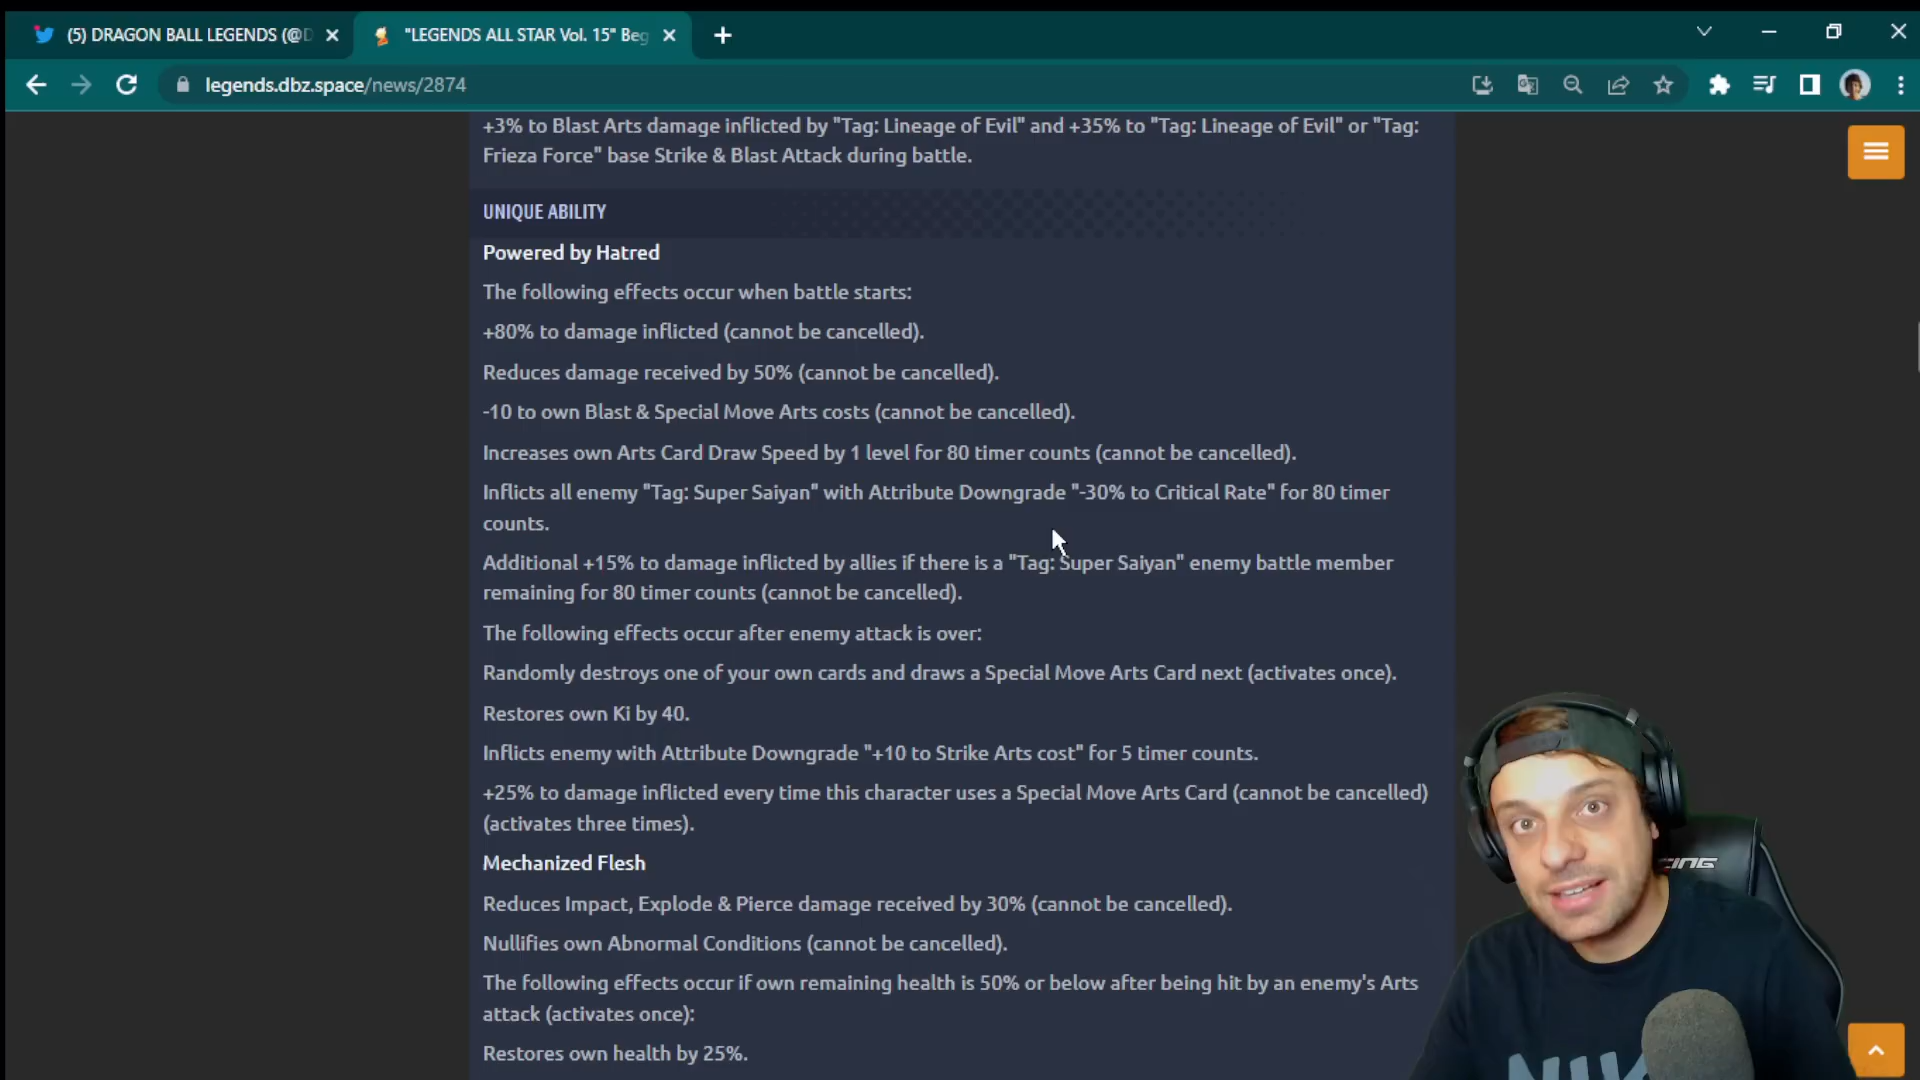 (5) DRAGON BALL LEGENDS (@D
"LEGENDS ALL STAR Vol. 15" Beg
legends.dbz.space/news/2874
+3% to Blast Arts damage inflicted by "Tag: Lineage of Evil" and +35% to "Tag: Lineage of Evil" or "Tag:
Frieza Force" base Strike & Blast Attack during battle.
UNIQUE ABILITY
Powered by Hatred
The following effects occur when battle starts:
+80% to damage inflicted (cannot be cancelled).
Reduces damage received by 50% (cannot be cancelled).
-10 to own Blast & Special Move Arts costs (cannot be cancelled).
Increases own Arts Card Draw Speed by 1 level for 80 timer counts (cannot be cancelled).
Inflicts all enemy "Tag: Super Saiyan" with Attribute Downgrade "-30% to Critical Rate" for 80 timer
counts.
Additional +15% to damage inflicted by allies if there is a "Tag: Super Saiyan" enemy battle member
remaining for 80 timer counts (cannot be cancelled).
The following effects occur after enemy attack is over:
Randomly destroys one of your own cards and draws a Special Move Arts Card next (activates once).
Restores own Ki by 40.
Inflicts enemy with Attribute Downgrade "+10 to Strike Arts cost" for 5 timer counts.
+25% to damage inflicted every time this character uses a Special Move Arts Card (cannot be cancelled)
(activates three times).
Mechanized Flesh
Reduces Impact, Explode & Pierce damage received by 30% (cannot be cancelled).
Nullifies own Abnormal Conditions (cannot be cancelled).
The following effects occur if own remaining health is 50% or below after being hit by an enemy's Arts
attack (activates once):
Restores own health by 25%.